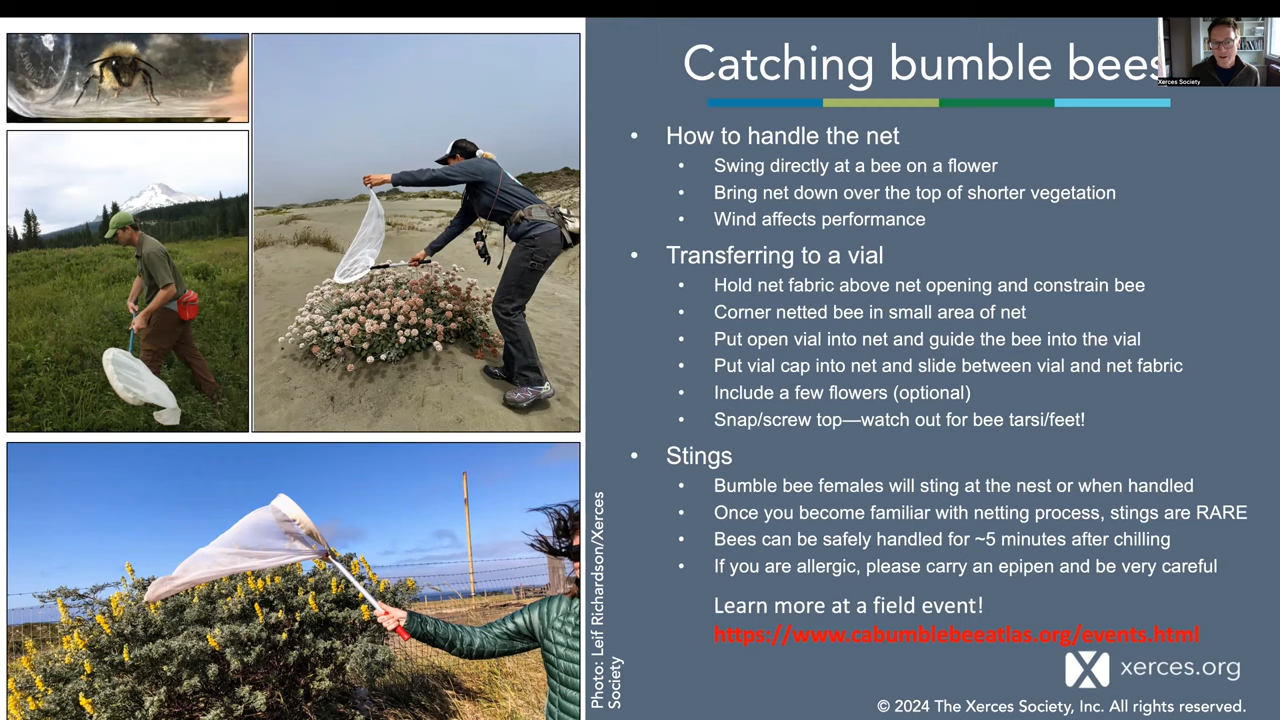 Catching bumble bees
Xerces Society
• How to handle the net
• Swing directly at a bee on a flower
• Bring net down over the top of shorter vegetation
• Wind affects performance
• Transferring to a vial
• Hold net fabric above net opening and constrain bee
• Corner netted bee in small area of net
• Put open vial into net and guide the bee into the vial
• Put vial cap into net and slide between vial and net fabric
• Include a few flowers (optional)
• Snap/screw top—watch out for bee tarsi/feet!
• Stings
• Bumble bee females will sting at the nest or when handled
• Once you become familiar with netting process, stings are RARE
• Bees can be safely handled for ~5 minutes after chilling
• If you are allergic, please carry an epipen and be very careful
Learn more at a field event!
https://www.cabumblebeeatlas.org/events.html
Photo: Leif Richardson/Xerces
Society
xerces.org
© 2024 The Xerces Society, Inc. All rights reserved.